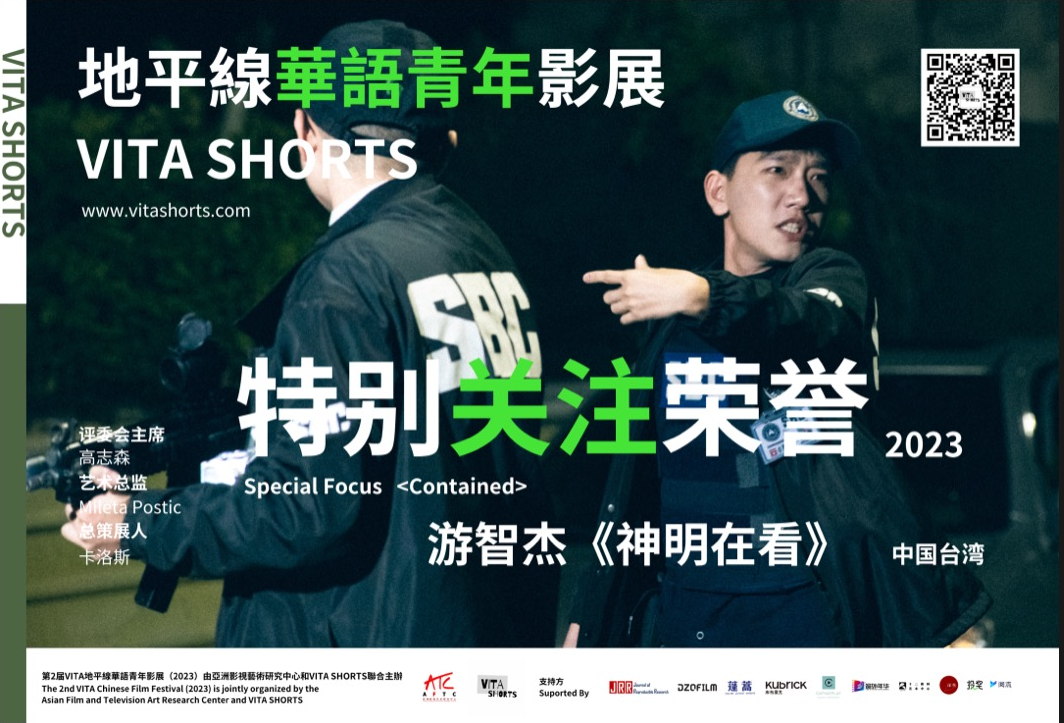 VITA SHORTS
地平線華語青年影展
VITA SHORTS
www.vitashorts.com
SBC
特别关注荣誉
2023
Special Focus <Contained>
游智杰《神明在看》
中国台湾
评委会主席
高志森
艺术总监
Mileta Postic
总策展人
卡洛斯
第2届VITA地平線華語青年影展（2023）由亞洲影視藝術研究中心和VITA SHORTS聯合主辦
The 2nd VITA Chinese Film Festival (2023) is jointly organized by the
Asian Film and Television Art Research Center and VITA SHORTS
AFTC
VITA
SHORTS
支持方
Suported By
JRR
DZOFILM
KUBRICK